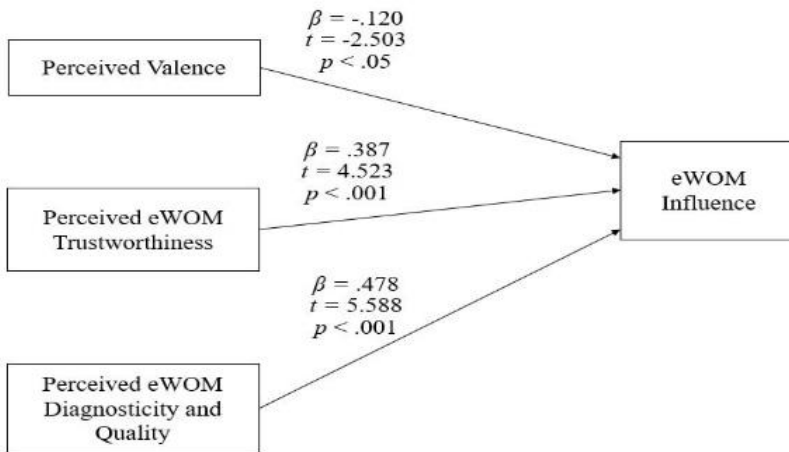 β = -.120
t = -2.503
p < .05
Perceived Valence
β = .387
t = 4.523
p < .001
eWOM
Influence
Perceived eWOM
Trustworthiness
β = .478
t = 5.588
p < .001
Perceived eWOM
Diagnosticity and
Quality